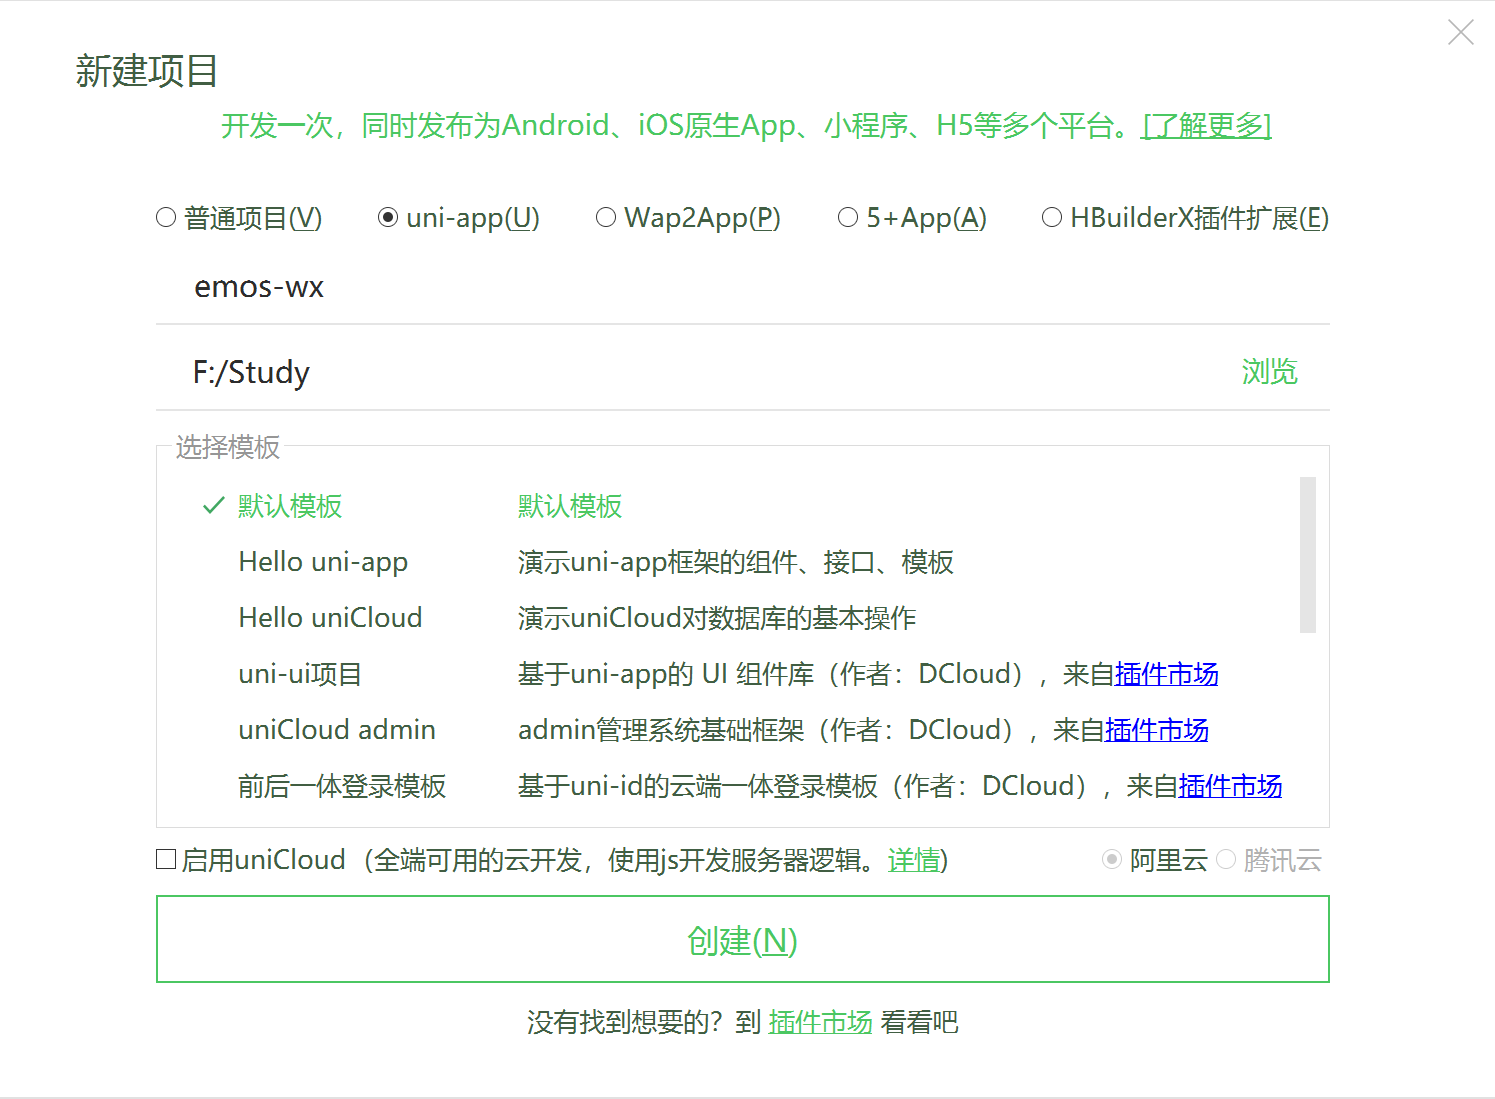 新建项目
开发一次，同时发布为Android、iOS原生App、小程序、H5等多个平台。[了解更多]
普通项目(V) uni-app(U) Wap2App(P) 5+App(A) HBuilderX插件扩展(E)
emos-wx
F:/Study 浏览
选择模板
默认模板 默认模板
Hello uni-app 演示uni-app框架的组件、接口、模板
Hello uniCloud 演示uniCloud对数据库的基本操作
uni-ui项目 基于uni-app的 UI 组件库（作者：DCloud），来自插件市场
uniCloud admin admin管理系统基础框架（作者：DCloud），来自插件市场
前后一体登录模板 基于uni-id的云端一体登录模板（作者：DCloud），来自插件市场
启用uniCloud（全端可用的云开发，使用js开发服务器逻辑。详情) 阿里云 腾讯云
创建(N)
没有找到想要的？到 插件市场 看看吧